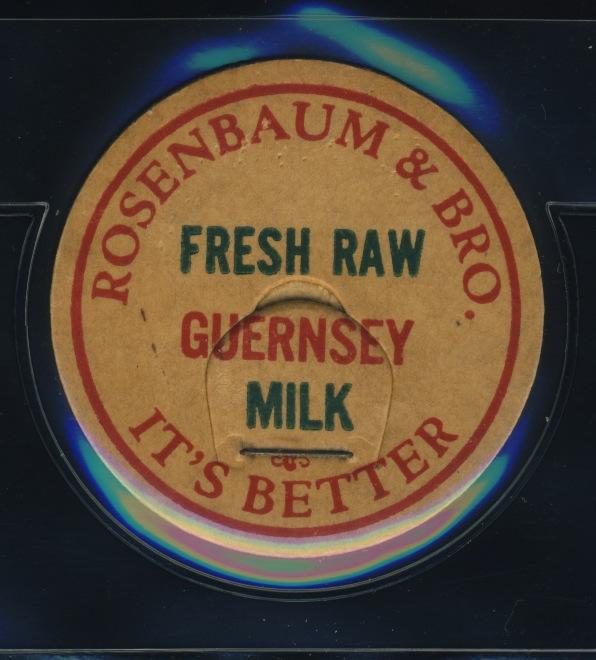 ROSENBAUM & BRO.
FRESH RAW
GUERNSEY
MILK
IT'S BETTER